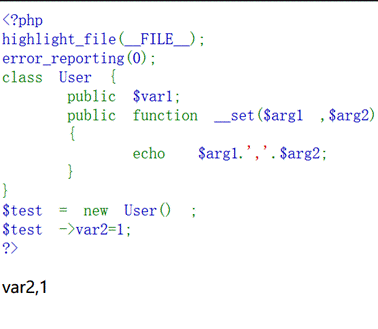 <?php
highlight_file(__FILE__);
error_reporting(0);
class User {
public $var1;
public function __set($arg1 ,$arg2)
{
echo $arg1.','.$arg2;
}
}
$test = new User() ;
$test ->var2=1;
?>
var2,1